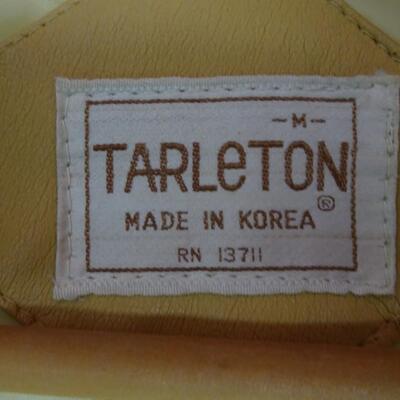 -M-
TARLeTON
MADE IN KOREA ®
RN 13711